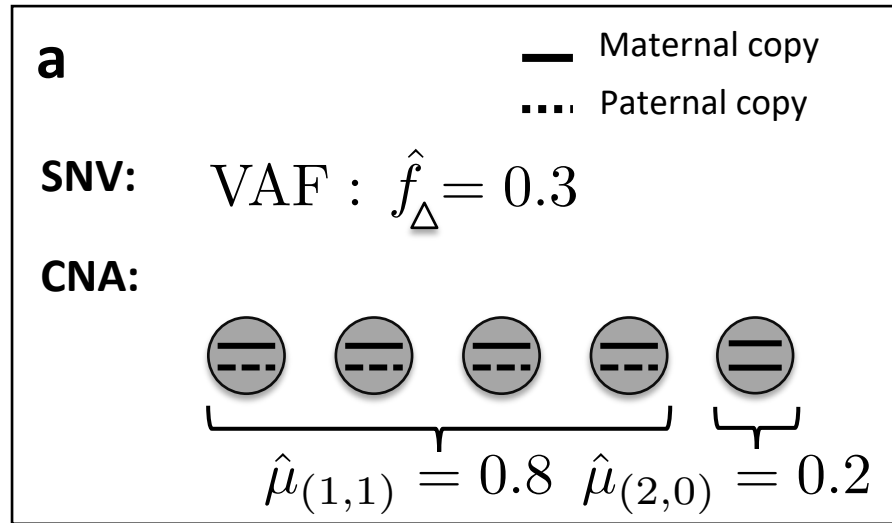 a
Maternal copy
Paternal copy
SNV: VAF : f̂_△ = 0.3
CNA:
μ̂_(1,1) = 0.8 μ̂_(2,0) = 0.2